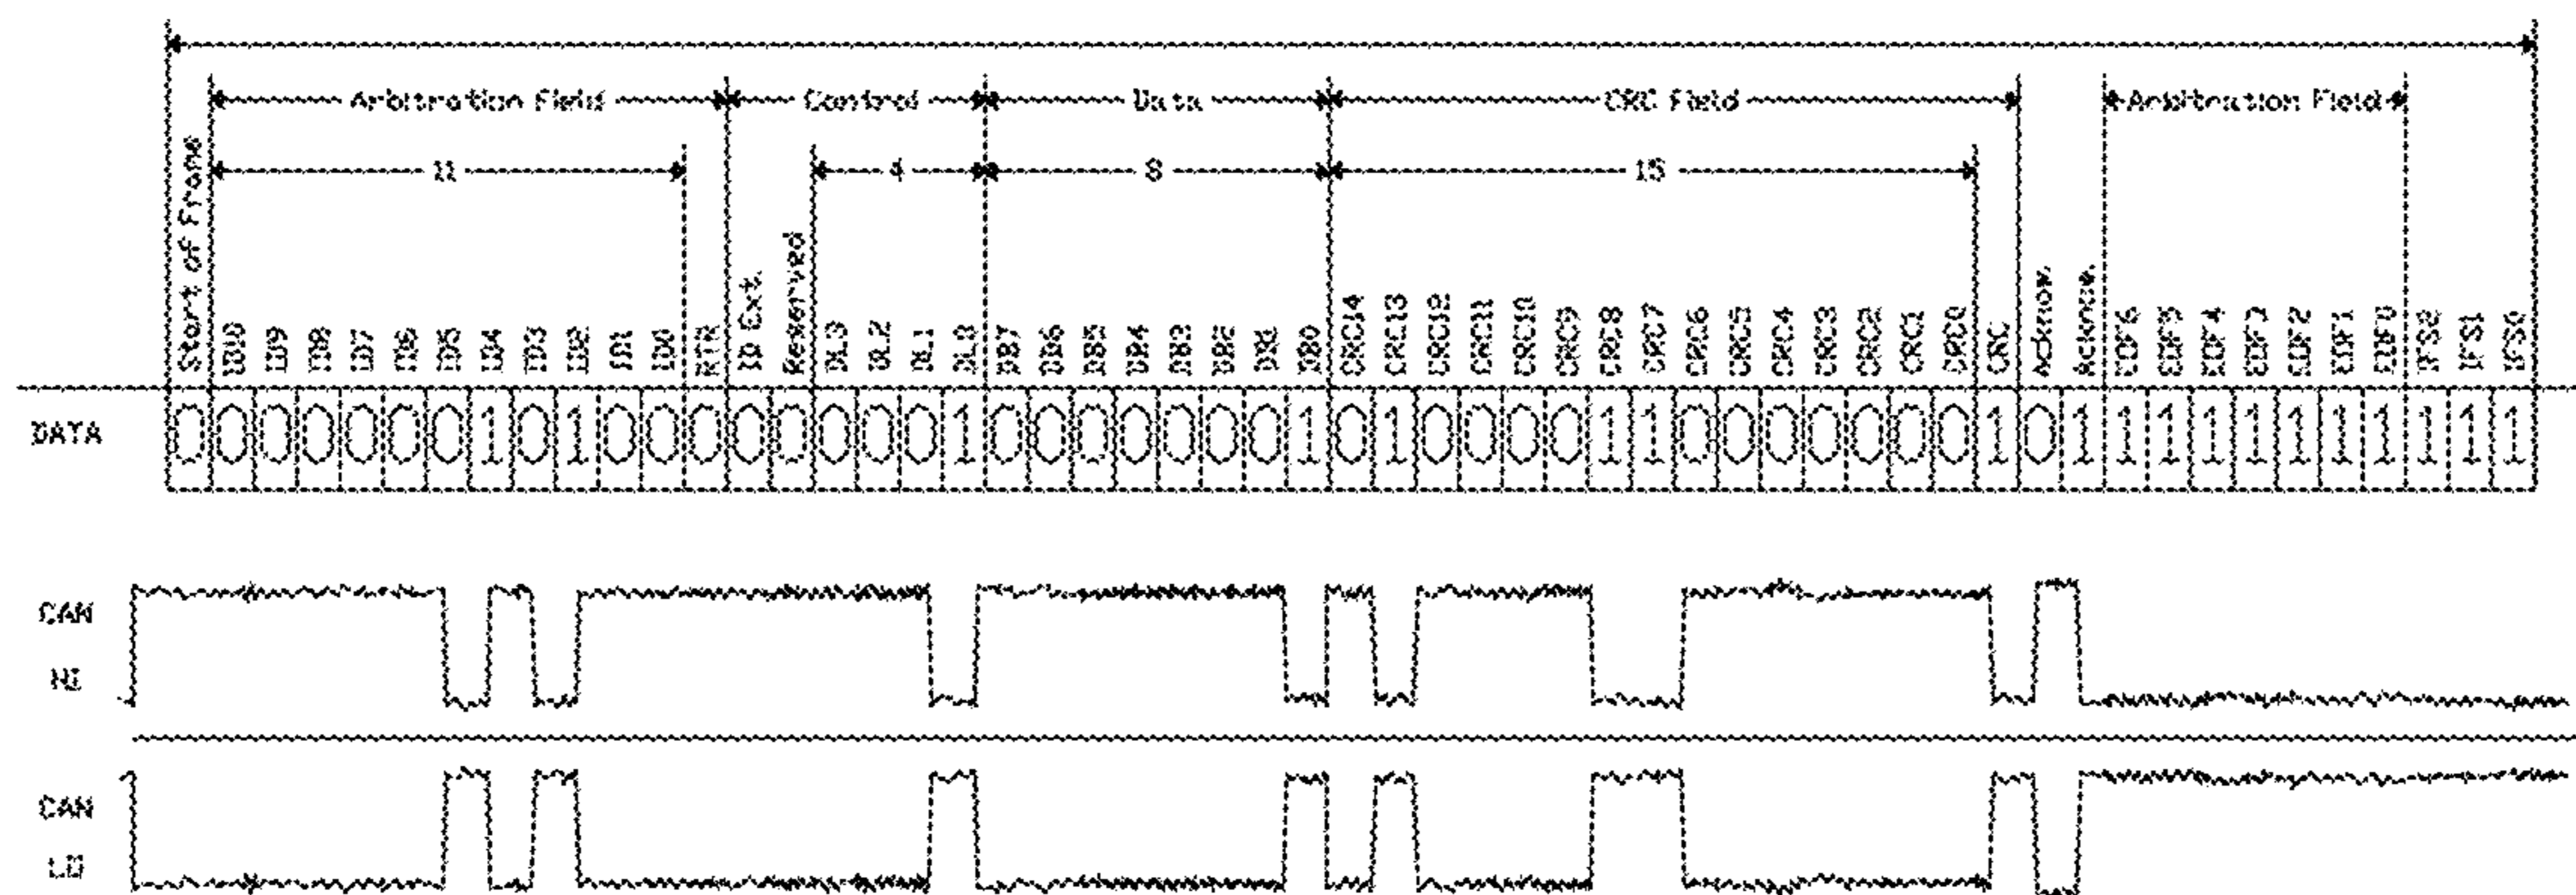 Arbitration Field Control Data CRC Field Arbitration Field
11 4 8 15
Start of Frame ID10 ID9 ID8 ID7 ID6 ID5 ID4 ID3 ID2 ID1 ID0 RTR ID Ext. Reserved DL3 DL2 DL1 DL0 DB7 DB6 DB5 DB4 DB3 DB2 DB1 DB0 CRC14 CRC13 CRC12 CRC11 CRC10 CRC9 CRC8 CRC7 CRC6 CRC5 CRC4 CRC3 CRC2 CRC1 CRC0 CRC Acknow. Acknow. EOF6 EOF5 EOF4 EOF3 EOF2 EOF1 EOF0 IFS2 IFS1 IFS0
DATA 0 0 0 0 0 0 0 1 0 1 0 0 0 0 0 0 0 0 1 0 0 0 0 0 0 0 1 0 1 0 0 0 0 1 1 0 0 0 0 0 0 0 1 0 1 1 1 1 1 1 1 1 1 1 1
CAN
HI
CAN
LO